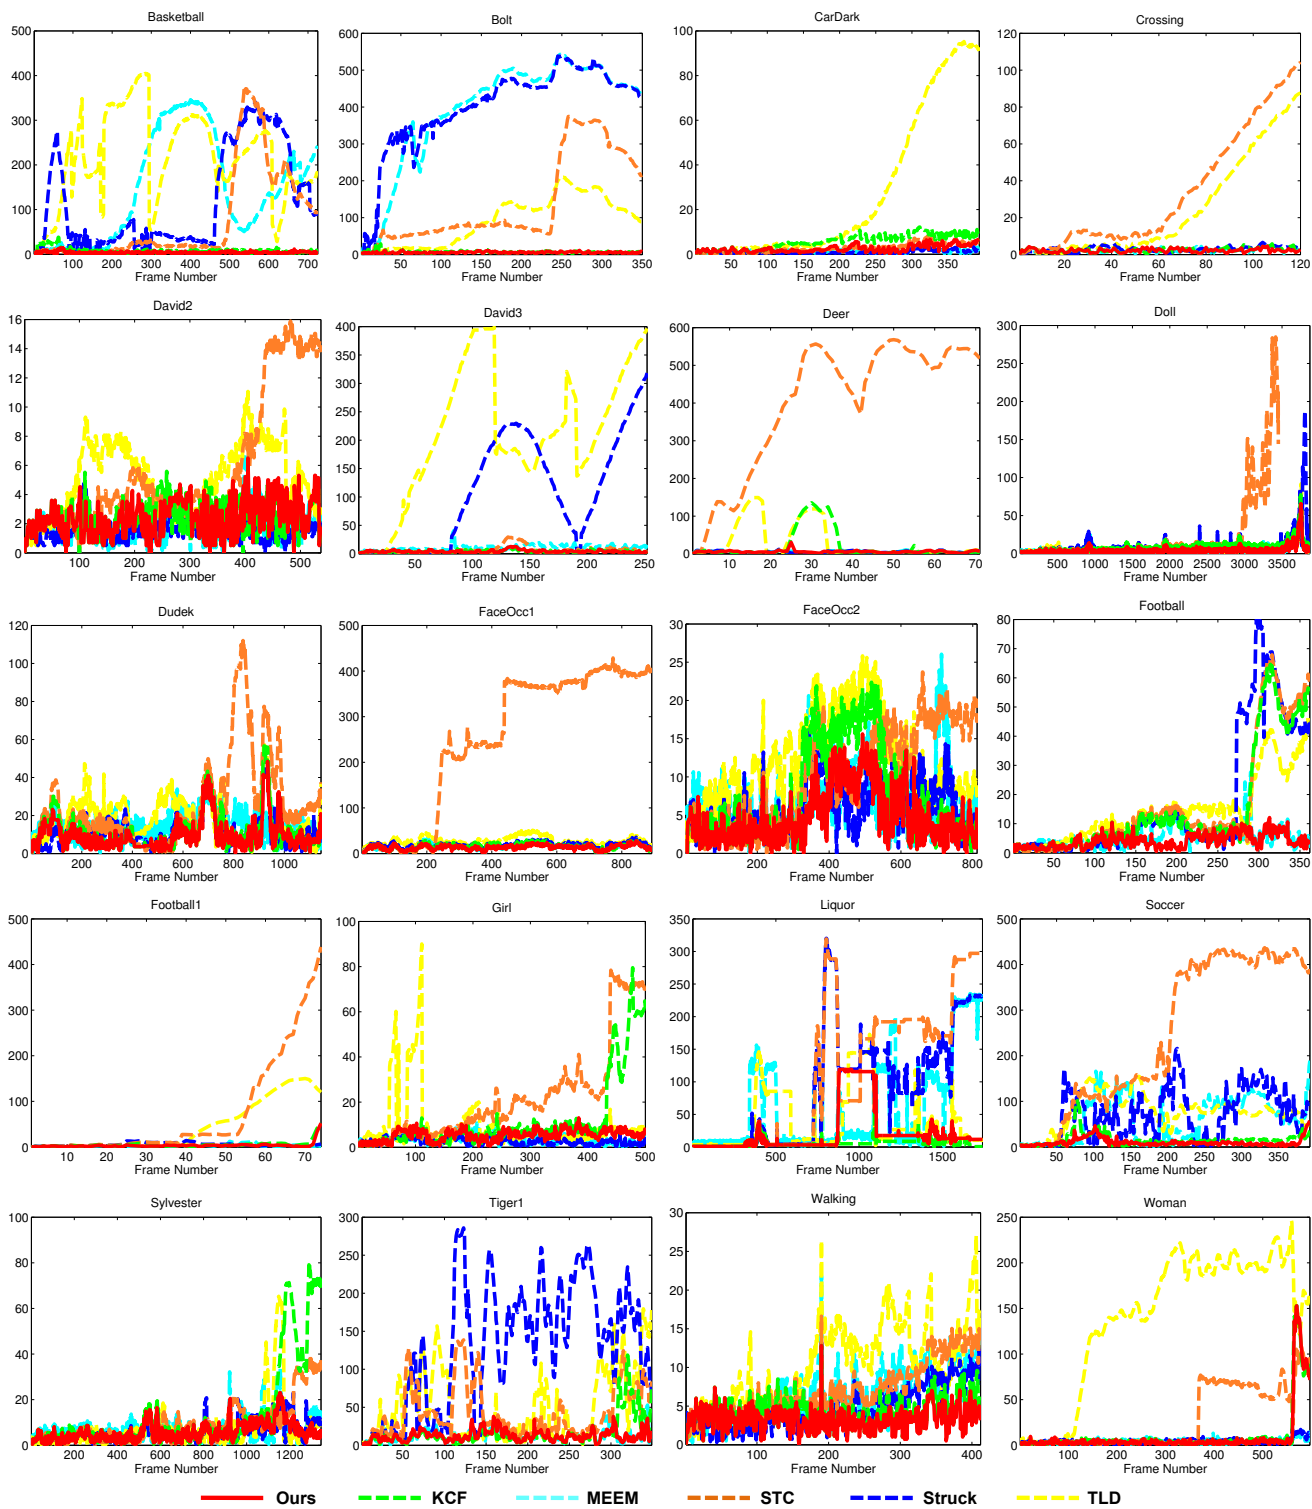 Basketball
500
400
300
200
100
0
100 200 300 400 500 600 700
Frame Number
Bolt
600
500
400
300
200
100
0
50 100 150 200 250 300 350
Frame Number
CarDark
100
80
60
40
20
0
50 100 150 200 250 300 350
Frame Number
Crossing
120
100
80
60
40
20
0
20 40 60 80 100 120
Frame Number
David2
16
14
12
10
8
6
4
2
0
100 200 300 400 500
Frame Number
David3
400
350
300
250
200
150
100
50
0
50 100 150 200 250
Frame Number
Deer
600
500
400
300
200
100
0
10 20 30 40 50 60 70
Frame Number
Doll
300
250
200
150
100
50
0
500 1000 1500 2000 2500 3000 3500
Frame Number
Dudek
120
100
80
60
40
20
0
200 400 600 800 1000
Frame Number
FaceOcc1
500
400
300
200
100
0
200 400 600 800
Frame Number
FaceOcc2
30
25
20
15
10
5
0
200 400 600 800
Frame Number
Football
80
70
60
50
40
30
20
10
0
50 100 150 200 250 300 350
Frame Number
Football1
500
400
300
200
100
0
10 20 30 40 50 60 70
Frame Number
Girl
100
80
60
40
20
0
100 200 300 400 500
Frame Number
Liquor
350
300
250
200
150
100
50
0
500 1000 1500
Frame Number
Soccer
500
400
300
200
100
0
50 100 150 200 250 300 350
Frame Number
Sylvester
100
80
60
40
20
0
200 400 600 800 1000 1200
Frame Number
Tiger1
300
250
200
150
100
50
0
50 100 150 200 250 300 350
Frame Number
Walking
30
25
20
15
10
5
0
100 200 300 400
Frame Number
Woman
250
200
150
100
50
0
100 200 300 400 500
Frame Number
Ours KCF MEEM STC Struck TLD